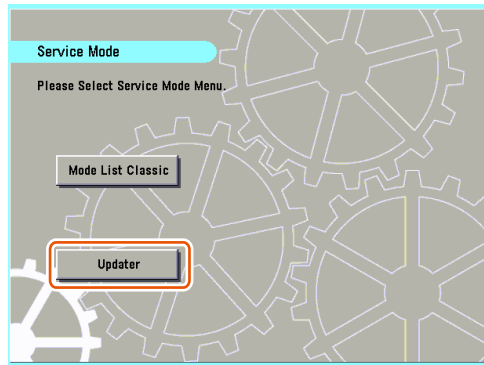 Service Mode
Please Select Service Mode Menu.
Mode List Classic
Updater